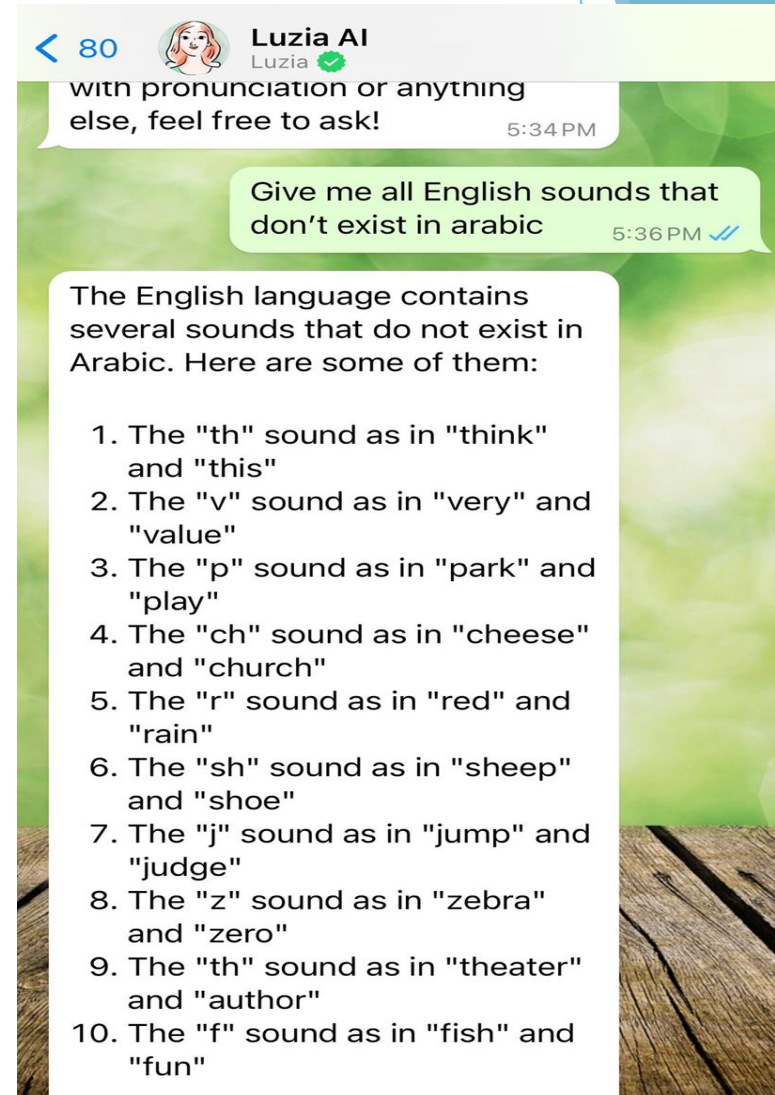 80
Luzia AI
Luzia
with pronunciation or anything
else, feel free to ask!
5:34 PM
Give me all English sounds that
don't exist in arabic
5:36 PM
The English language contains
several sounds that do not exist in
Arabic. Here are some of them:
1. The "th" sound as in "think"
and "this"
2. The "v" sound as in "very" and
"value"
3. The "p" sound as in "park" and
"play"
4. The "ch" sound as in "cheese"
and "church"
5. The "r" sound as in "red" and
"rain"
6. The "sh" sound as in "sheep"
and "shoe"
7. The "j" sound as in "jump" and
"judge"
8. The "z" sound as in "zebra"
and "zero"
9. The "th" sound as in "theater"
and "author"
10. The "f" sound as in "fish" and
"fun"